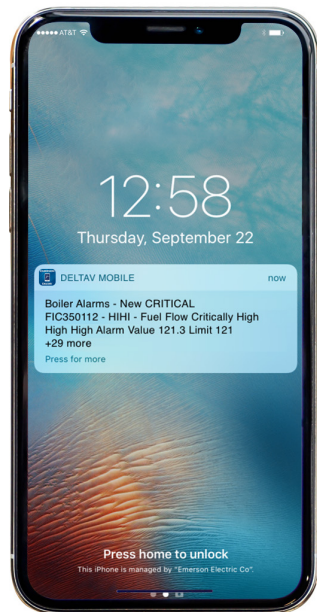 AT&T
12:58
Thursday, September 22
DELTAV MOBILE now
Boiler Alarms - New CRITICAL
FIC350112 - HIHI - Fuel Flow Critically High
High High Alarm Value 121.3 Limit 121
+29 more
Press for more
Press home to unlock
This iPhone is managed by "Emerson Electric Co".